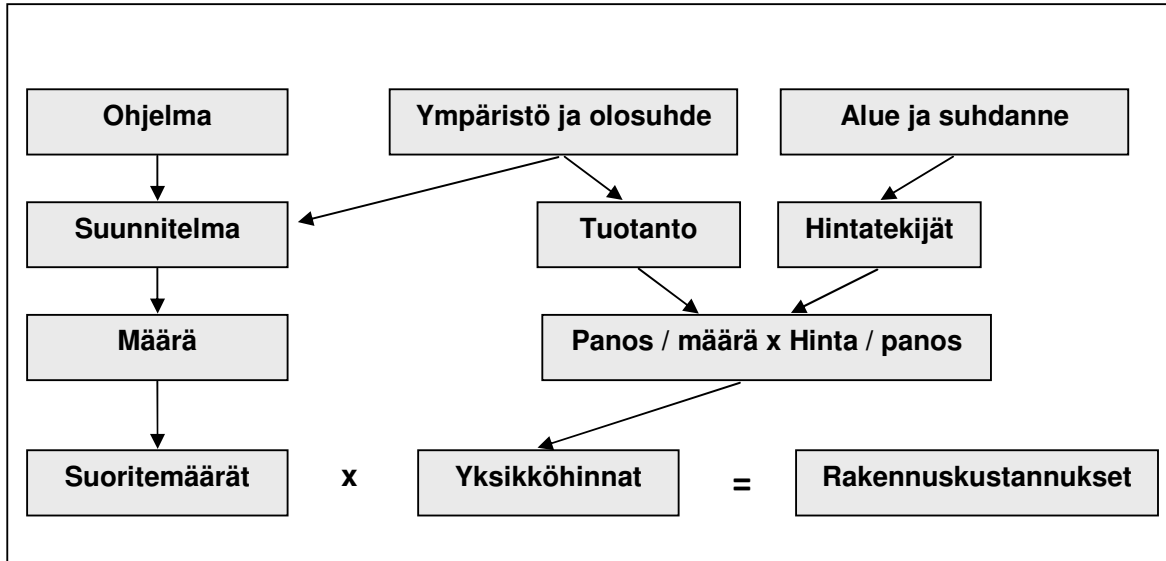 Ohjelma
Ympäristö ja olosuhde
Alue ja suhdanne
Suunnitelma
Tuotanto
Hintatekijät
Määrä
Panos / määrä x Hinta / panos
Suoritemäärät
x
Yksikköhinnat
=
Rakennuskustannukset